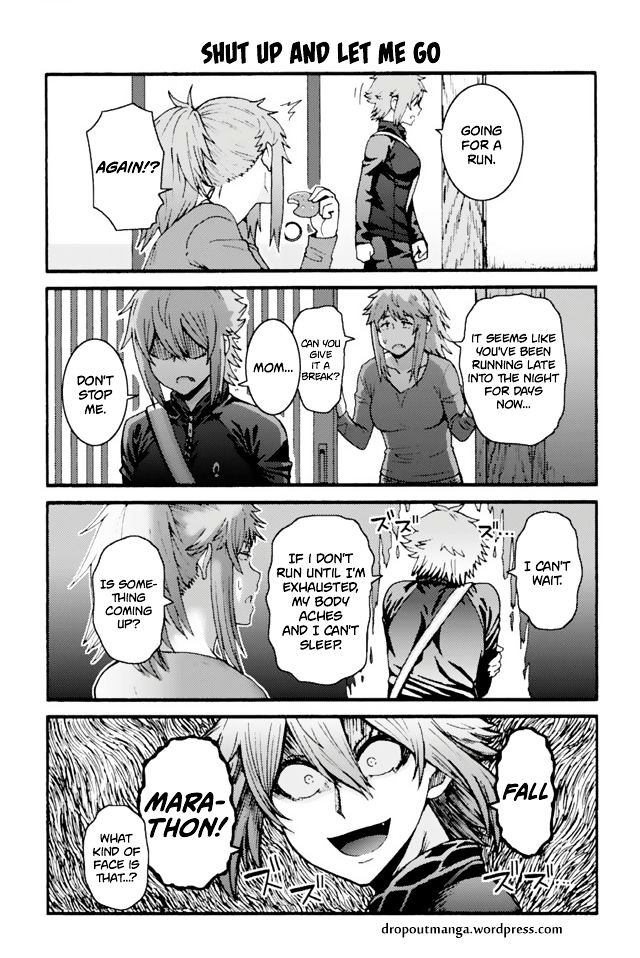 SHUT UP AND LET ME GO
GOING
FOR A
RUN.
AGAIN!?
IT SEEMS LIKE
YOU'VE BEEN
RUNNING LATE
INTO THE NIGHT
FOR DAYS
NOW...
CAN YOU
GIVE
IT A
BREAK?
MOM...
DON'T
STOP
ME.
I CAN'T
WAIT.
ズズ
ズ...
IF I DON'T
RUN UNTIL I'M
EXHAUSTED,
MY BODY
ACHES
AND I CAN'T
SLEEP.
IS SOME-
THING
COMING
UP?
FALL
MARA-
THON!
ズズ...
ズズ
WHAT
KIND OF
FACE IS
THAT...?
dropoutmanga.wordpress.com